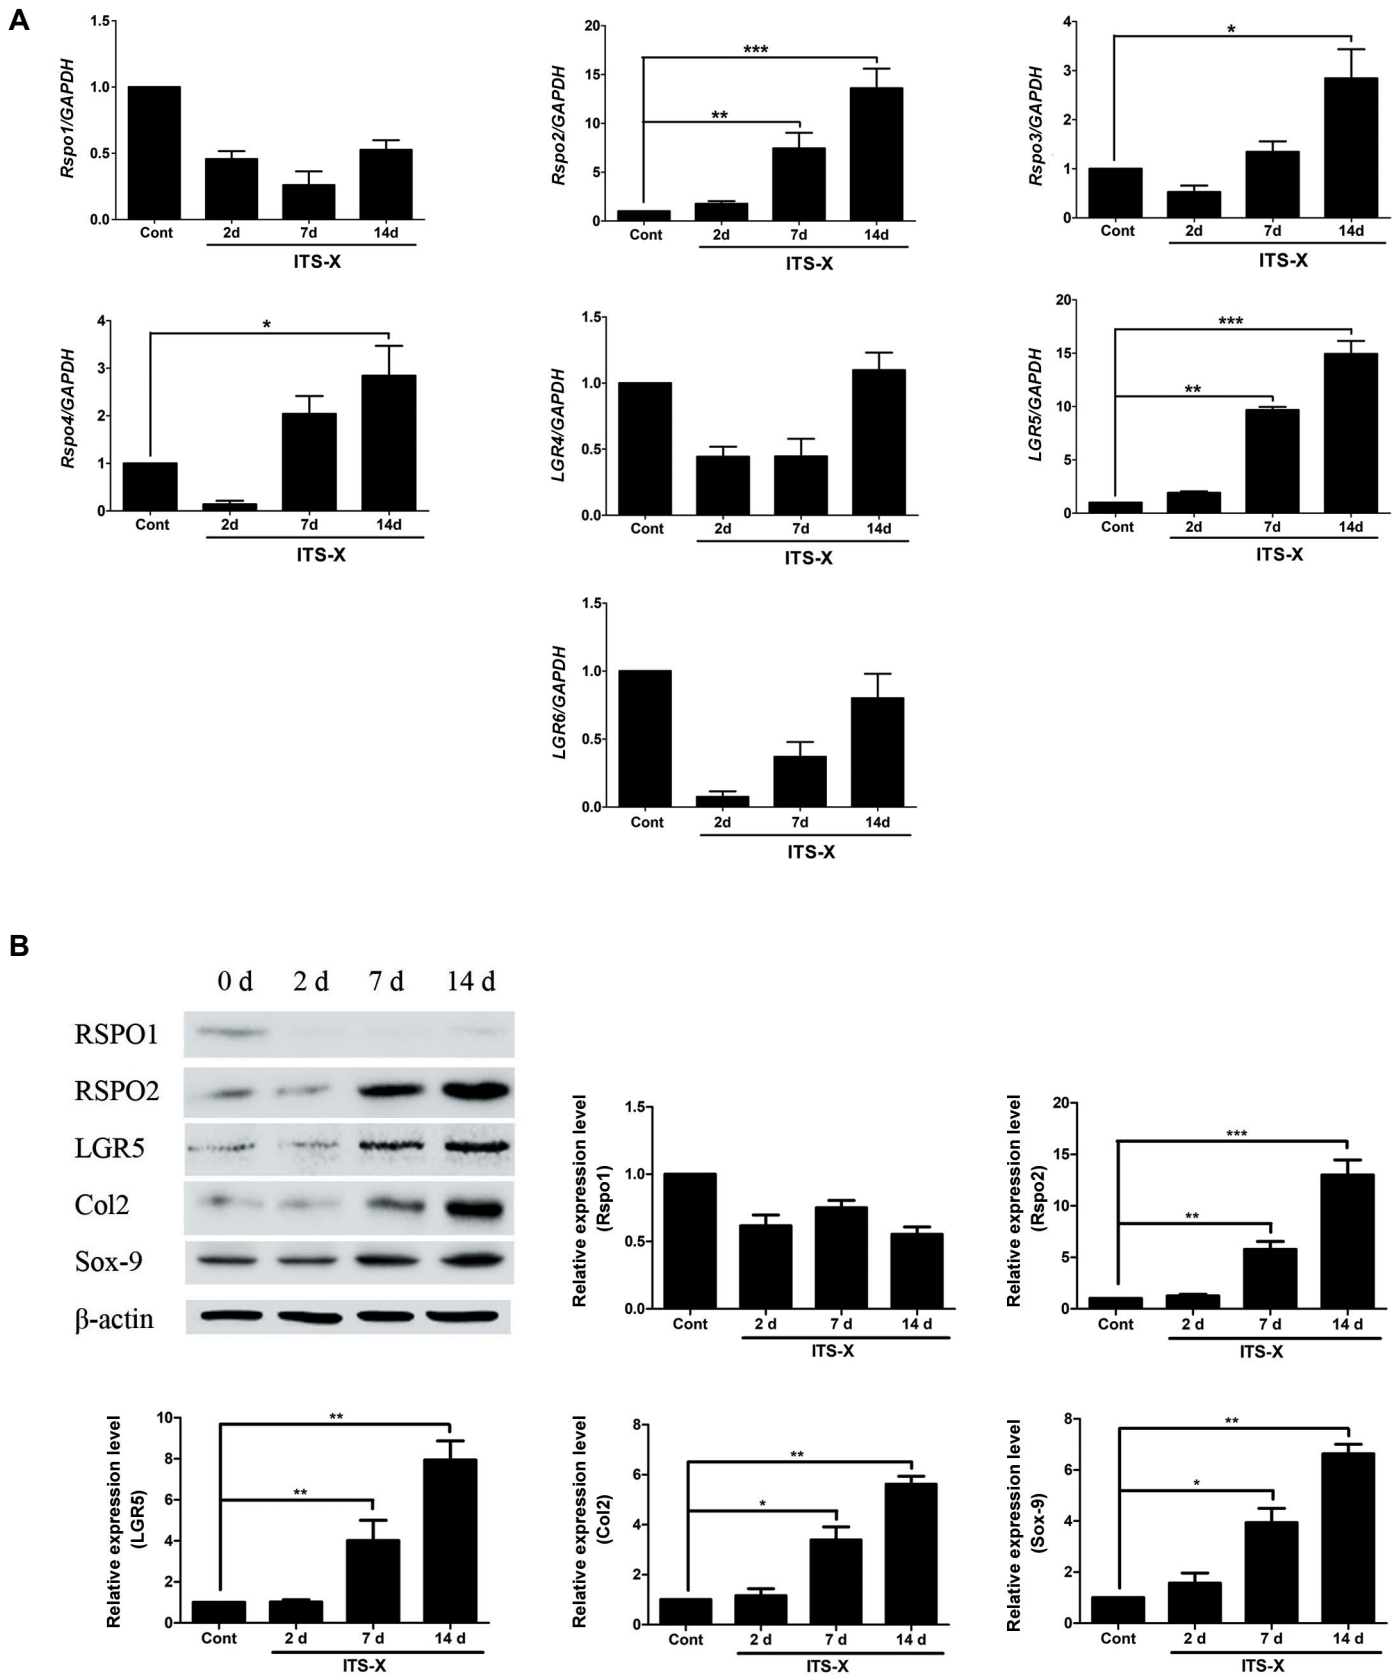 A
Rspo1/GAPDH
1.5
1.0
0.5
0.0
Cont 2d 7d 14d
ITS-X
Rspo2/GAPDH
20
15
10
5
0
***
**
Cont 2d 7d 14d
ITS-X
Rspo3/GAPDH
4
3
2
1
0
*
Cont 2d 7d 14d
ITS-X
Rspo4/GAPDH
4
3
2
1
0
*
Cont 2d 7d 14d
ITS-X
LGR4/GAPDH
1.5
1.0
0.5
0.0
Cont 2d 7d 14d
ITS-X
LGR5/GAPDH
20
15
10
5
0
***
**
Cont 2d 7d 14d
ITS-X
LGR6/GAPDH
1.5
1.0
0.5
0.0
Cont 2d 7d 14d
ITS-X
B
0 d 2 d 7 d 14 d
RSPO1
RSPO2
LGR5
Col2
Sox-9
β-actin
Relative expression level
(Rspo1)
1.5
1.0
0.5
0.0
Cont 2 d 7 d 14 d
ITS-X
Relative expression level
(Rspo2)
20
15
10
5
0
***
**
Cont 2 d 7 d 14 d
ITS-X
Relative expression level
(LGR5)
10
8
6
4
2
0
**
**
Cont 2 d 7 d 14 d
ITS-X
Relative expression level
(Col2)
8
6
4
2
0
**
*
Cont 2 d 7 d 14 d
ITS-X
Relative expression level
(Sox-9)
8
6
4
2
0
**
*
Cont 2 d 7 d 14 d
ITS-X